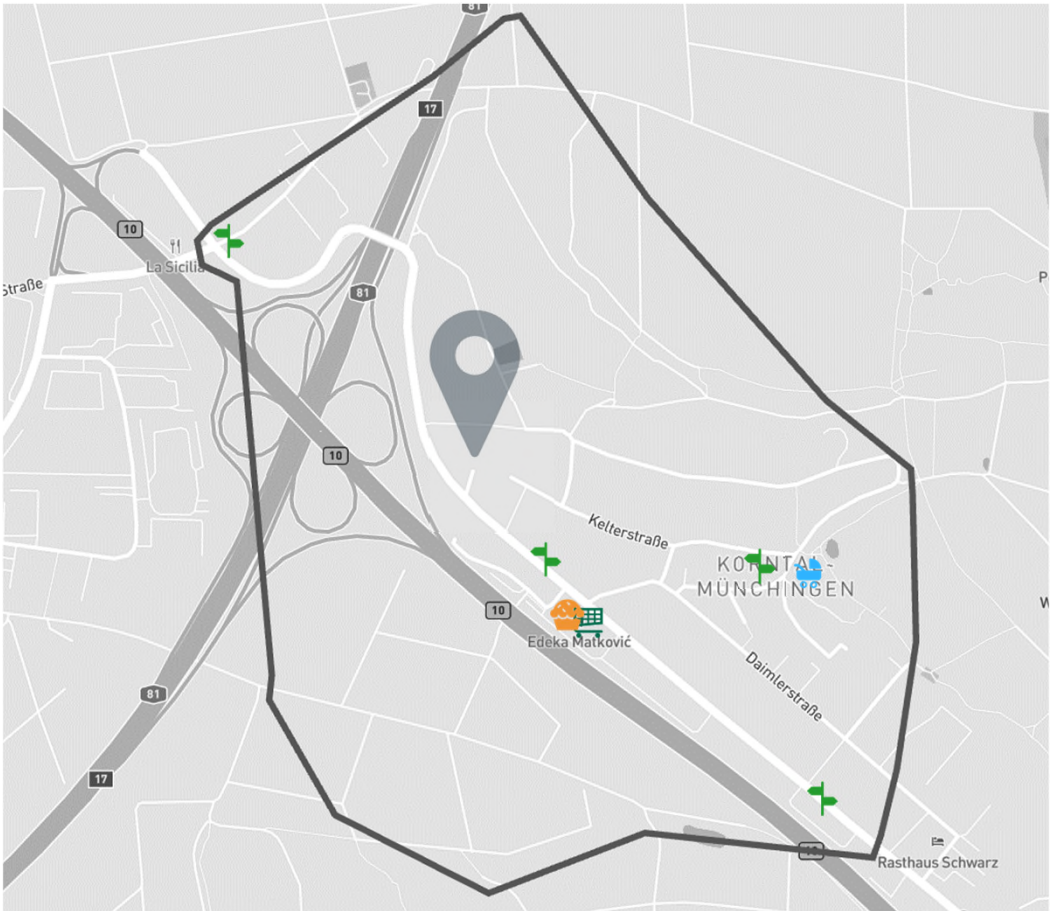 81
17
10
La Sicilia
Straße
P
81
10
Kelterstraße
KORNTAL-
MÜNCHINGEN
W
10
Edeka Matković
Daimlerstraße
81
17
10
Rasthaus Schwarz